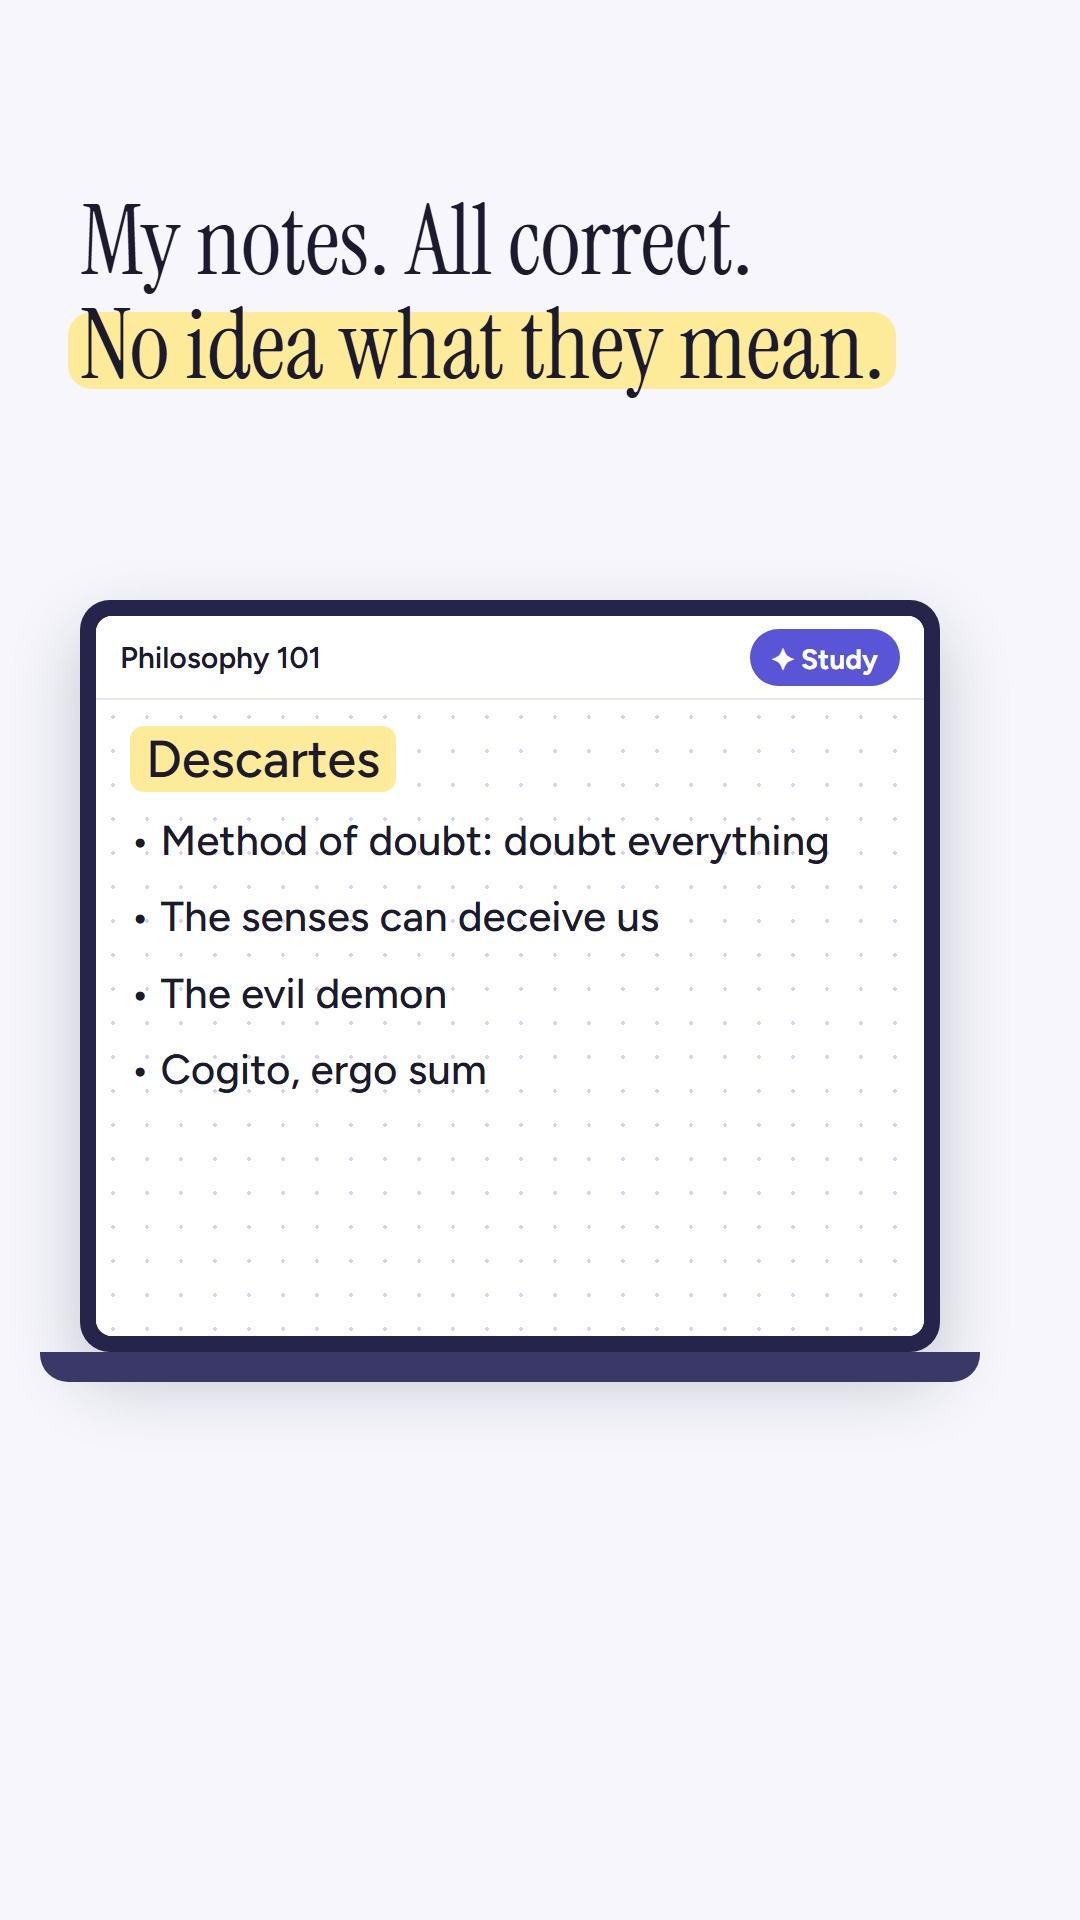 My notes. All correct.
No idea what they mean.
Philosophy 101
Study
Descartes
• Method of doubt: doubt everything
• The senses can deceive us
• The evil demon
• Cogito, ergo sum